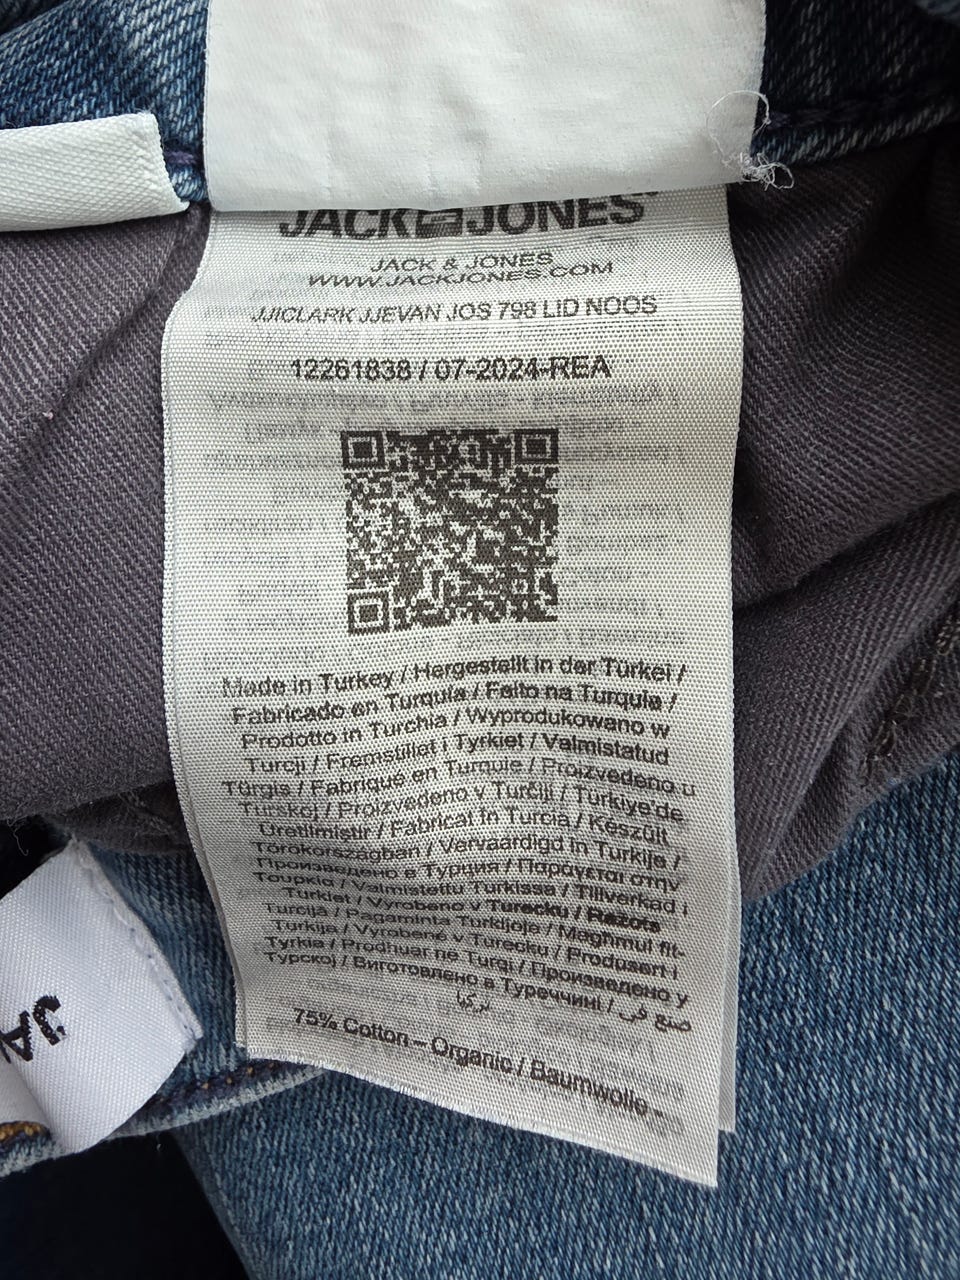 JACK & JONES
JACK & JONES
WWW.JACKJONES.COM
JJICLARK JJEVAN JOS 798 LID NOOS
12261838 / 07-2024-REA
Made in Turkey / Hergestellt in der Türkei /
Fabricado en Turquía / Feito na Turquia /
Prodotto in Turchia / Wyprodukowano w
Turcji / Fremstillet i Tyrkiet / Valmistatud
Türgis / Fabriqué en Turquie / Proizvedeno u
Turskoj / Proizvedeno v Turčiji / Türkiye'de
Üretilmiştir / Fabricat în Turcia / Készült
Törökországban / Vervaardigd in Turkije /
Произведено в Турция / Παράγεται στην
Τουρκία / Valmistettu Turkissa / Tillverkad i
Turkiet / Vyrobeno v Turecku / Ražots
Turcijā / Pagaminta Turkijoje / Magħmul fit-
Turkija / Vyrobené v Turecku / Produsert i
Tyrkia / Prodhuar në Turqi / Произведено у
Турској / Виготовлено в Туреччині / صنع في
تركيا
75% Cotton – Organic / Baumwolle -
JA